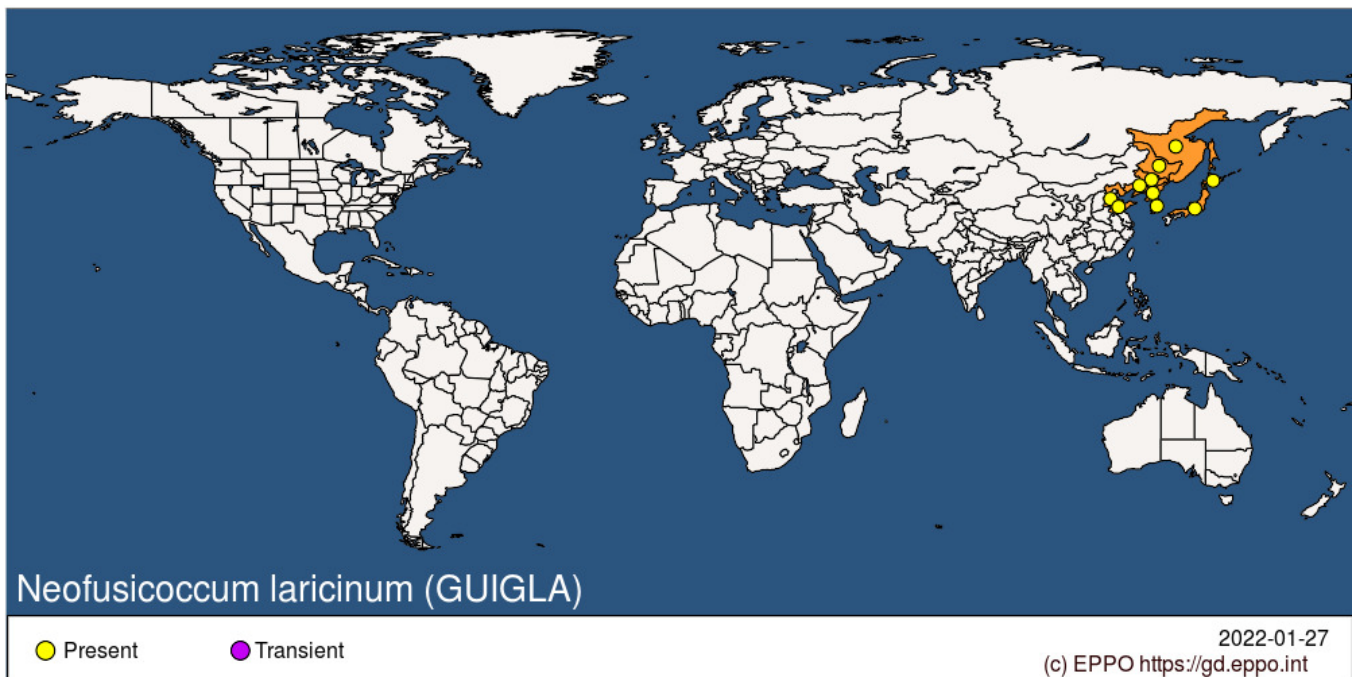 Neofusicoccum laricinum (GUIGLA)
Present
Transient
2022-01-27
(c) EPPO https://gd.eppo.int